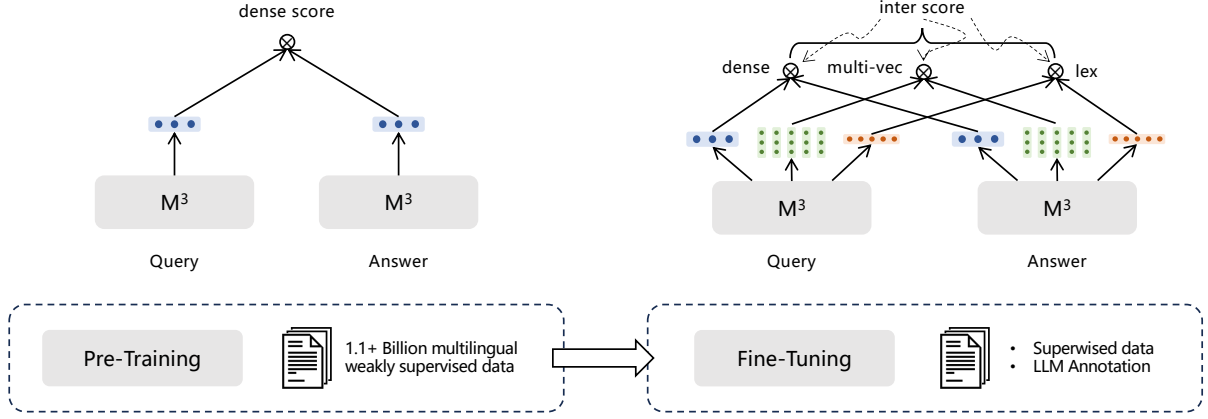 dense score
M³
M³
Query
Answer
Pre-Training
1.1+ Billion multilingual
weakly supervised data
inter score
dense
multi-vec
lex
M³
M³
Query
Answer
Fine-Tuning
• Superwised data
• LLM Annotation